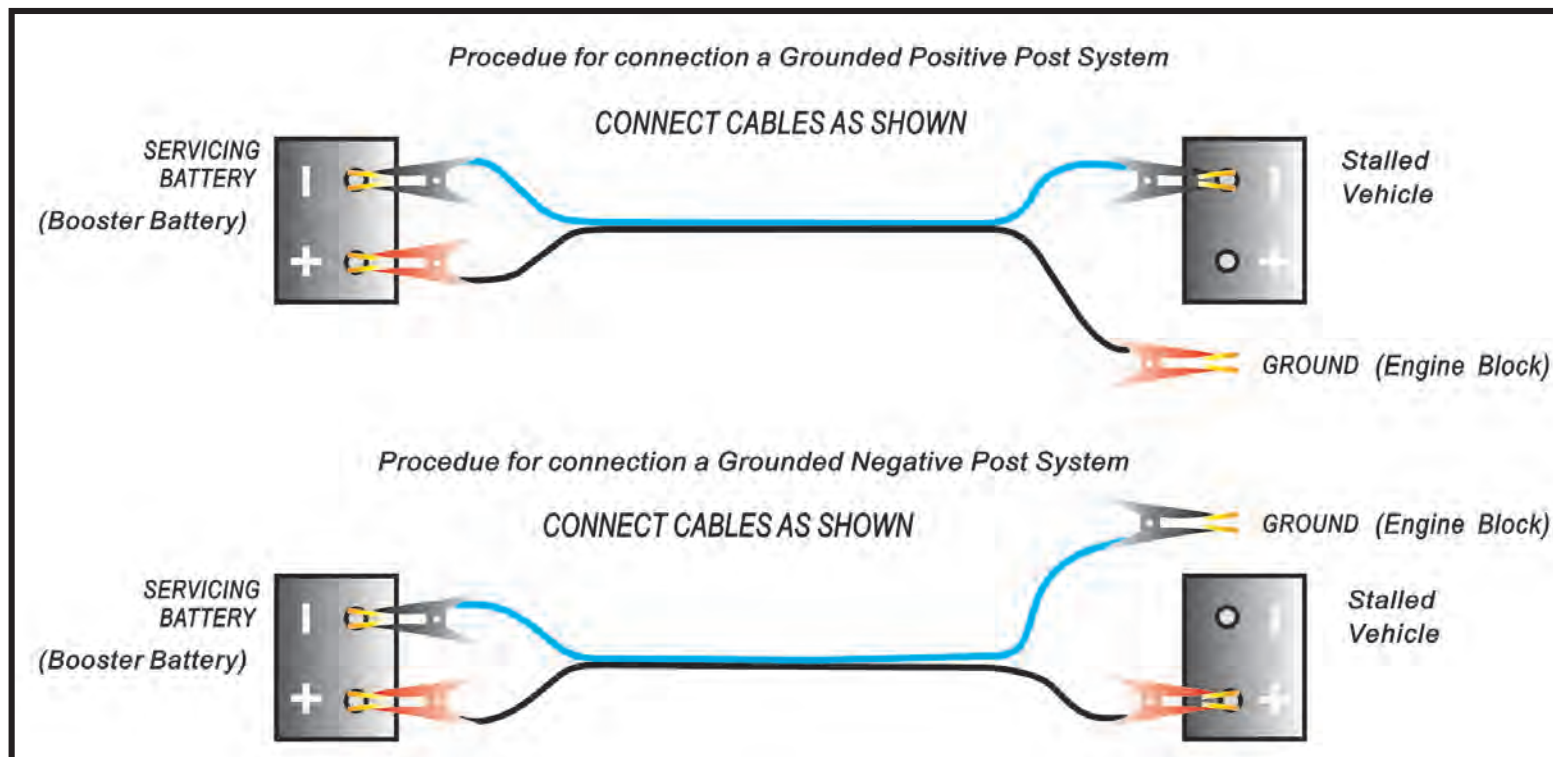 Procedue for connection a Grounded Positive Post System
CONNECT CABLES AS SHOWN
SERVICING
BATTERY
(Booster Battery)
-
+
-
+
Stalled
Vehicle
GROUND (Engine Block)
Procedue for connection a Grounded Negative Post System
CONNECT CABLES AS SHOWN
GROUND (Engine Block)
SERVICING
BATTERY
(Booster Battery)
-
+
-
+
Stalled
Vehicle